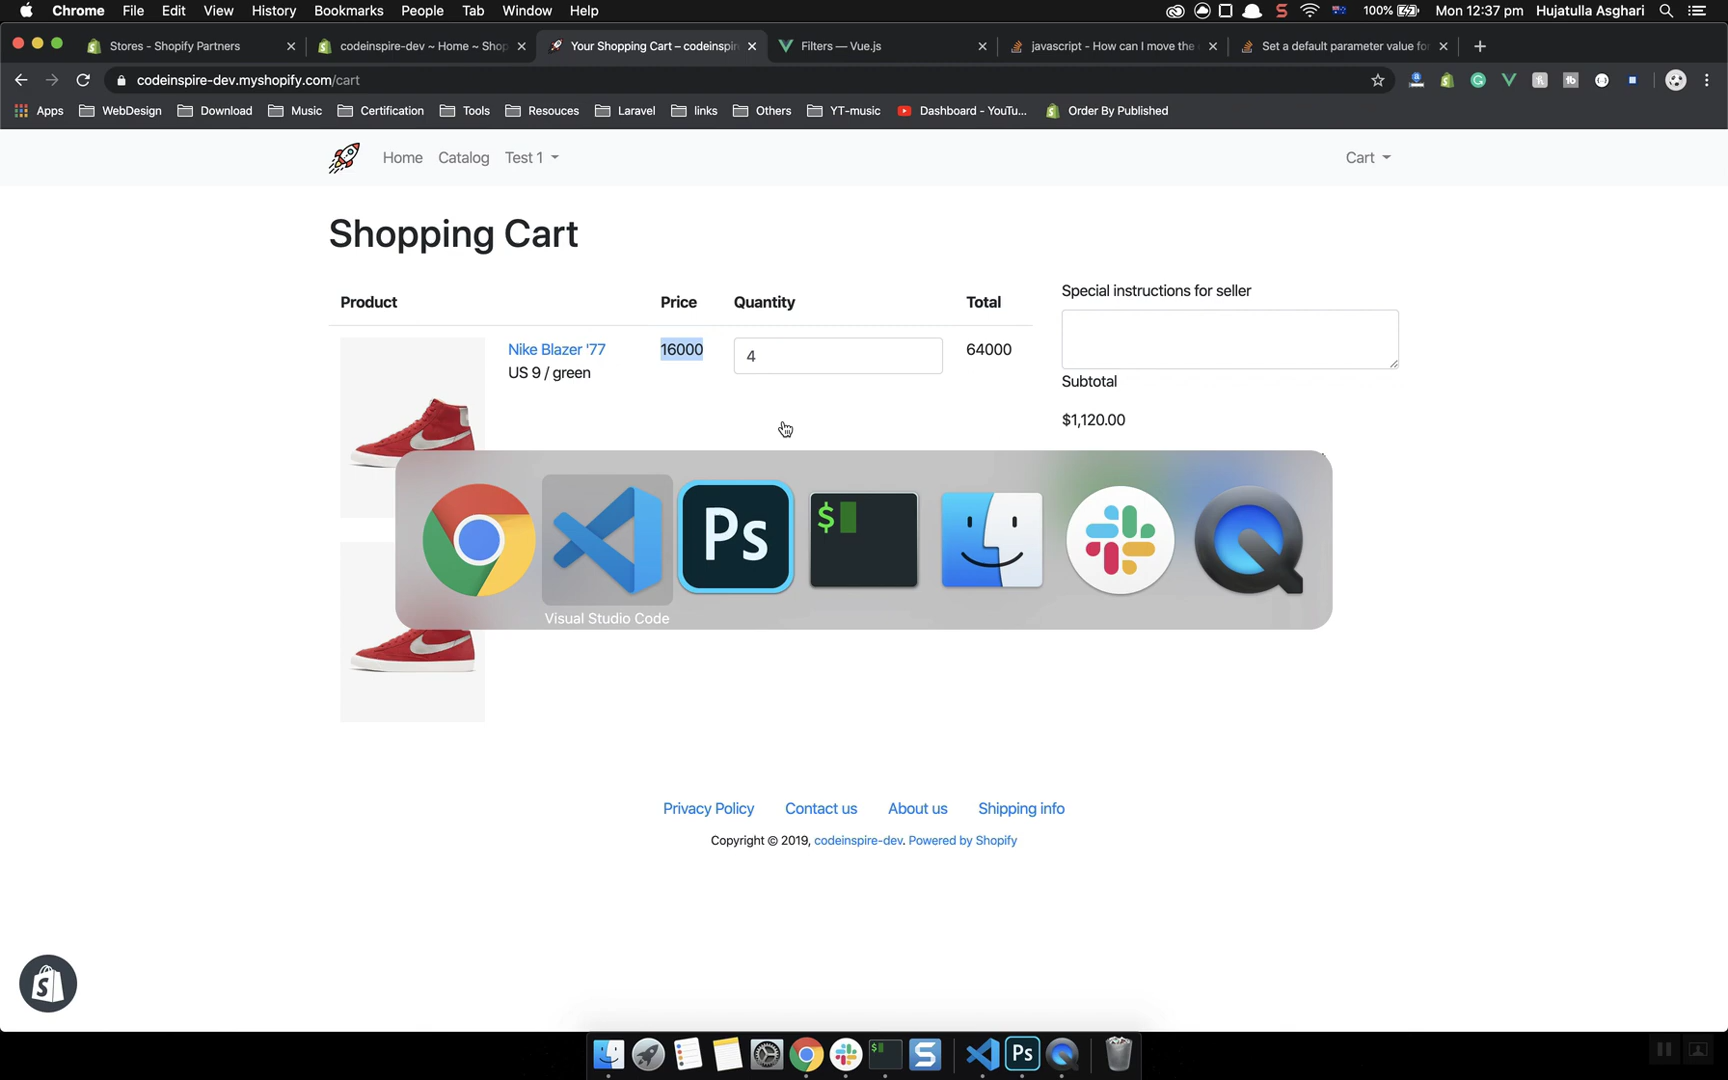 Chrome File Edit View History Bookmarks People Tab Window Help 100% Mon 12:37 pm Hujatulla Asghari
Stores - Shopify Partners codeinspire-dev ~ Home ~ Shop Your Shopping Cart – codeinspir Filters — Vue.js javascript - How can I move the Set a default parameter value for
codeinspire-dev.myshopify.com/cart
Apps WebDesign Download Music Certification Tools Resouces Laravel links Others YT-music Dashboard - YouTu... Order By Published
Home Catalog Test 1 Cart
Shopping Cart
Product Price Quantity Total
Special instructions for seller
Nike Blazer '77 16000 4 64000
US 9 / green
Subtotal
$1,120.00
Ps
$
Visual Studio Code
Privacy Policy Contact us About us Shipping info
Copyright © 2019, codeinspire-dev. Powered by Shopify
S
$ S Ps